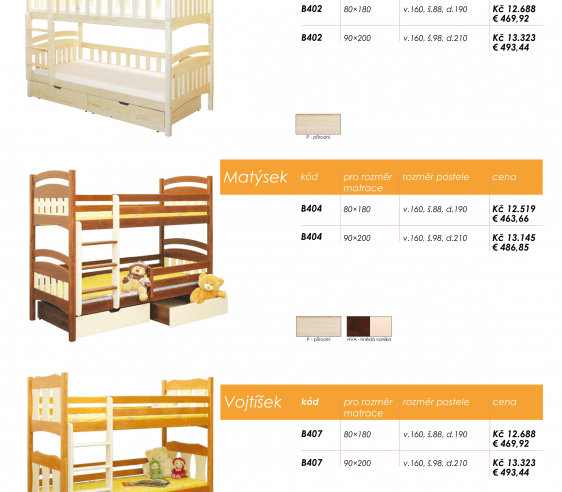 B402 80×180 v.160, š.88, d.190 Kč 12.688
€ 469,92
B402 90×200 v.160, š.98, d.210 Kč 13.323
€ 493,44
P - přírodní
Matýsek kód pro rozměr matrace rozměr postele cena
B404 80×180 v.160, š.88, d.190 Kč 12.519
€ 463,66
B404 90×200 v.160, š.98, d.210 Kč 13.145
€ 486,85
P - přírodní HVA - hnědá vanilka
Vojtíšek kód pro rozměr matrace rozměr postele cena
B407 80×180 v.160, š.88, d.190 Kč 12.688
€ 469,92
B407 90×200 v.160, š.98, d.210 Kč 13.323
€ 493,44